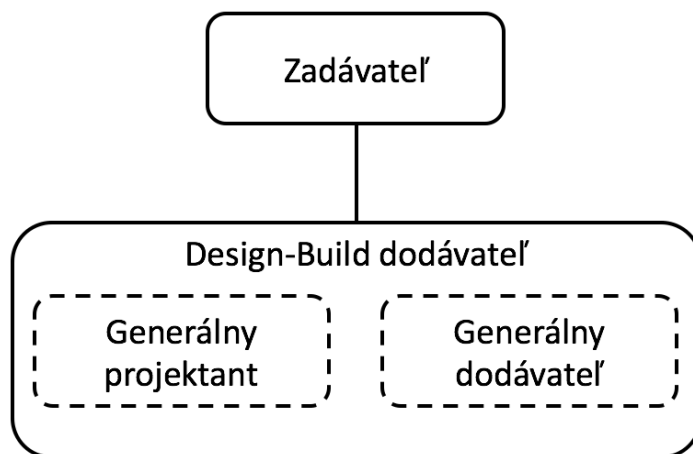 Zadávateľ
Design-Build dodávateľ
Generálny
projektant
Generálny
dodávateľ